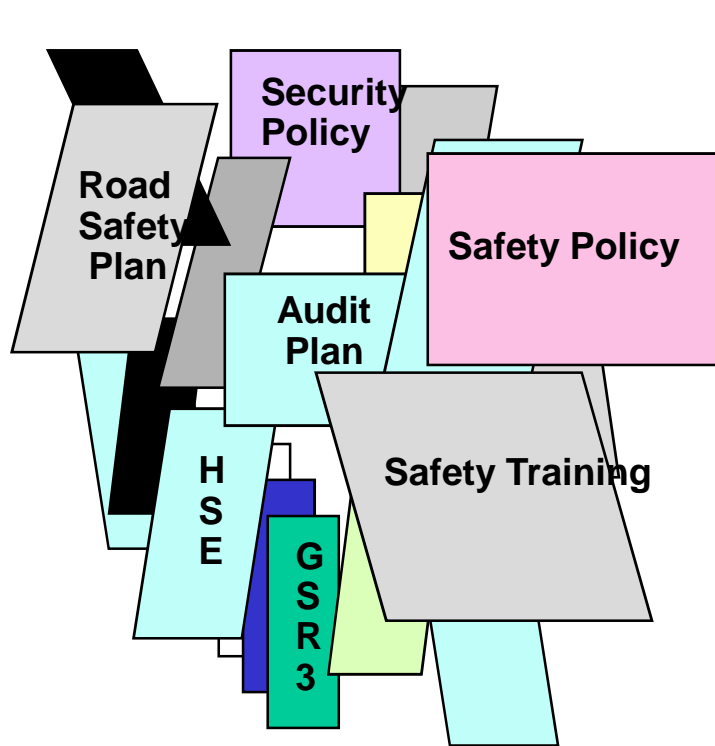 Security
Policy
Road
Safety
Plan
Safety Policy
Audit
Plan
H
S
E
Safety Training
G
S
R
3